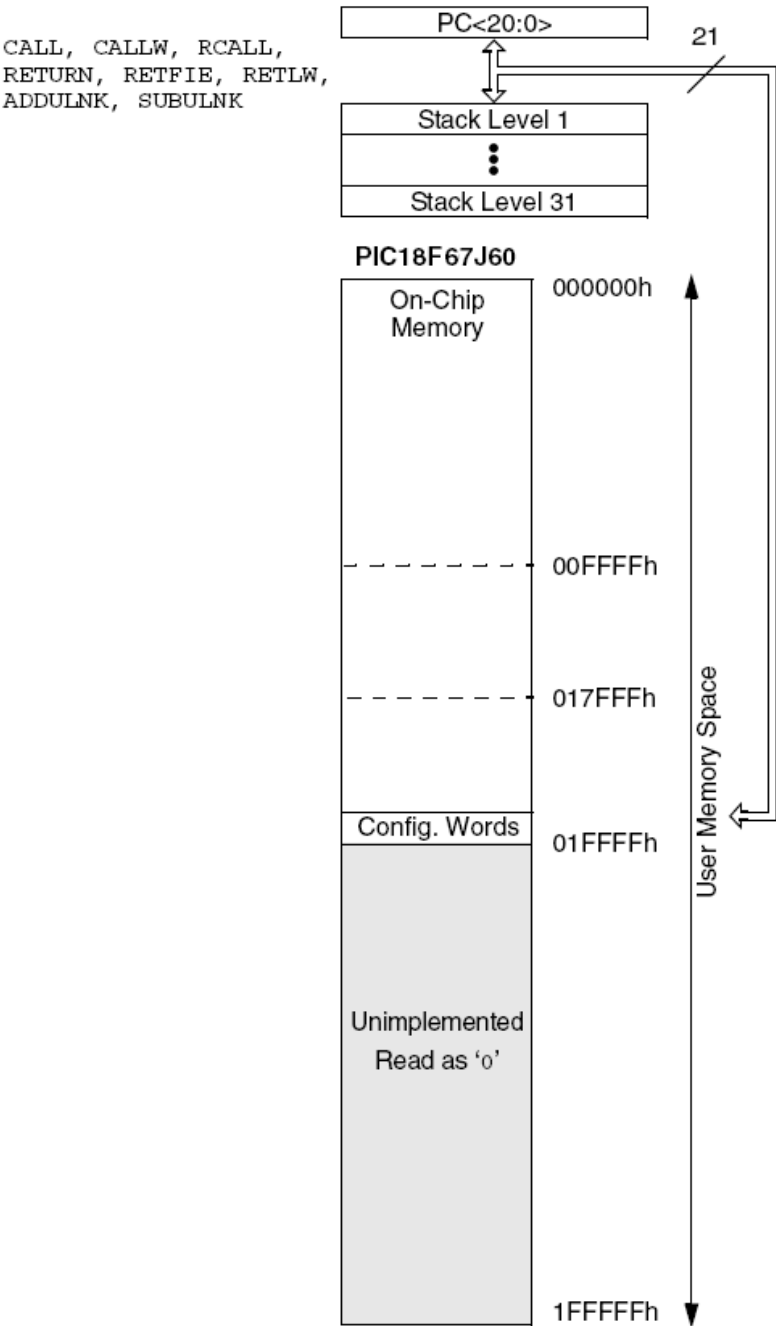 PC<20:0>
21
CALL, CALLW, RCALL,
RETURN, RETFIE, RETLW,
ADDULNK, SUBULNK
Stack Level 1
Stack Level 31
PIC18F67J60
On-Chip
Memory
000000h
00FFFFh
017FFFh
User Memory Space
Config. Words
01FFFFh
Unimplemented
Read as ‘0’
1FFFFFh